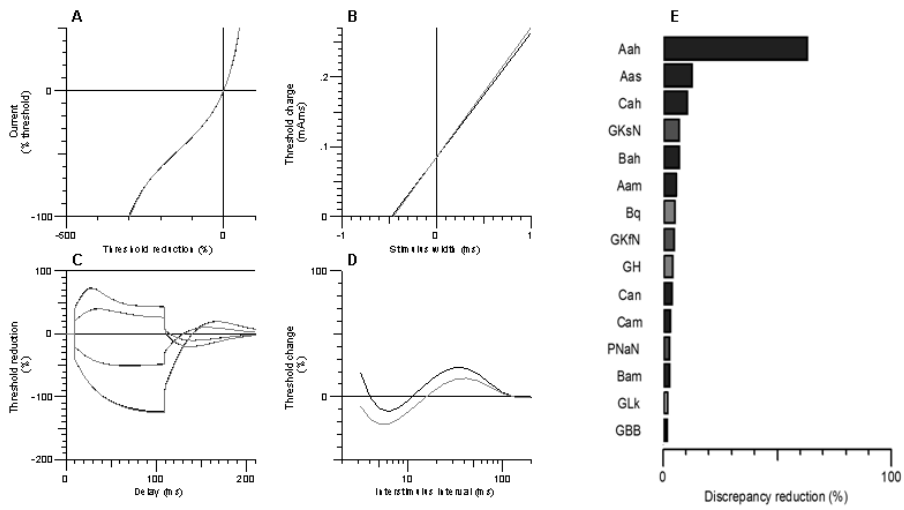 A
Current
(% threshold)
0
-100
-500
0
Threshold reduction (%)
B
Threshold charge
(mA.ms)
.2
.1
0
-1
0
1
Stimulus width (ms)
C
Threshold reduction
(%)
100
0
-100
-200
0
100
200
Delay (ms)
D
Threshold change
(%)
100
0
10
100
Interstimulus interval (ms)
E
Aah
Aas
Cah
GKsN
Bah
Aam
Bq
GKfN
GH
Can
Cam
PNaN
Bam
GLk
GBB
0
100
Discrepancy reduction (%)